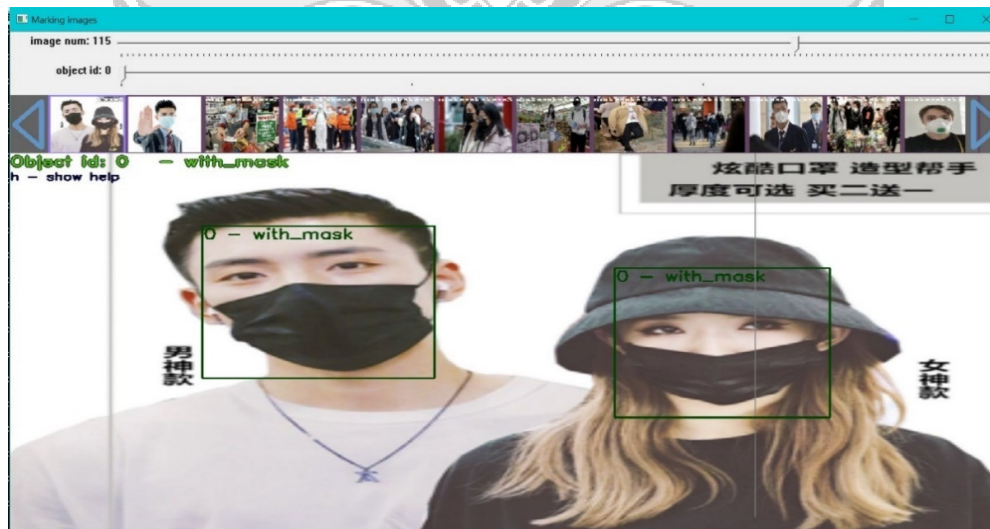 Marking images
image num: 115
object id: 0
Object id: 0 - with_mask
h - show help
炫酷口罩 造型帮手
厚度可选 买二送一
0 - with_mask
0 - with_mask
男神款
女神款